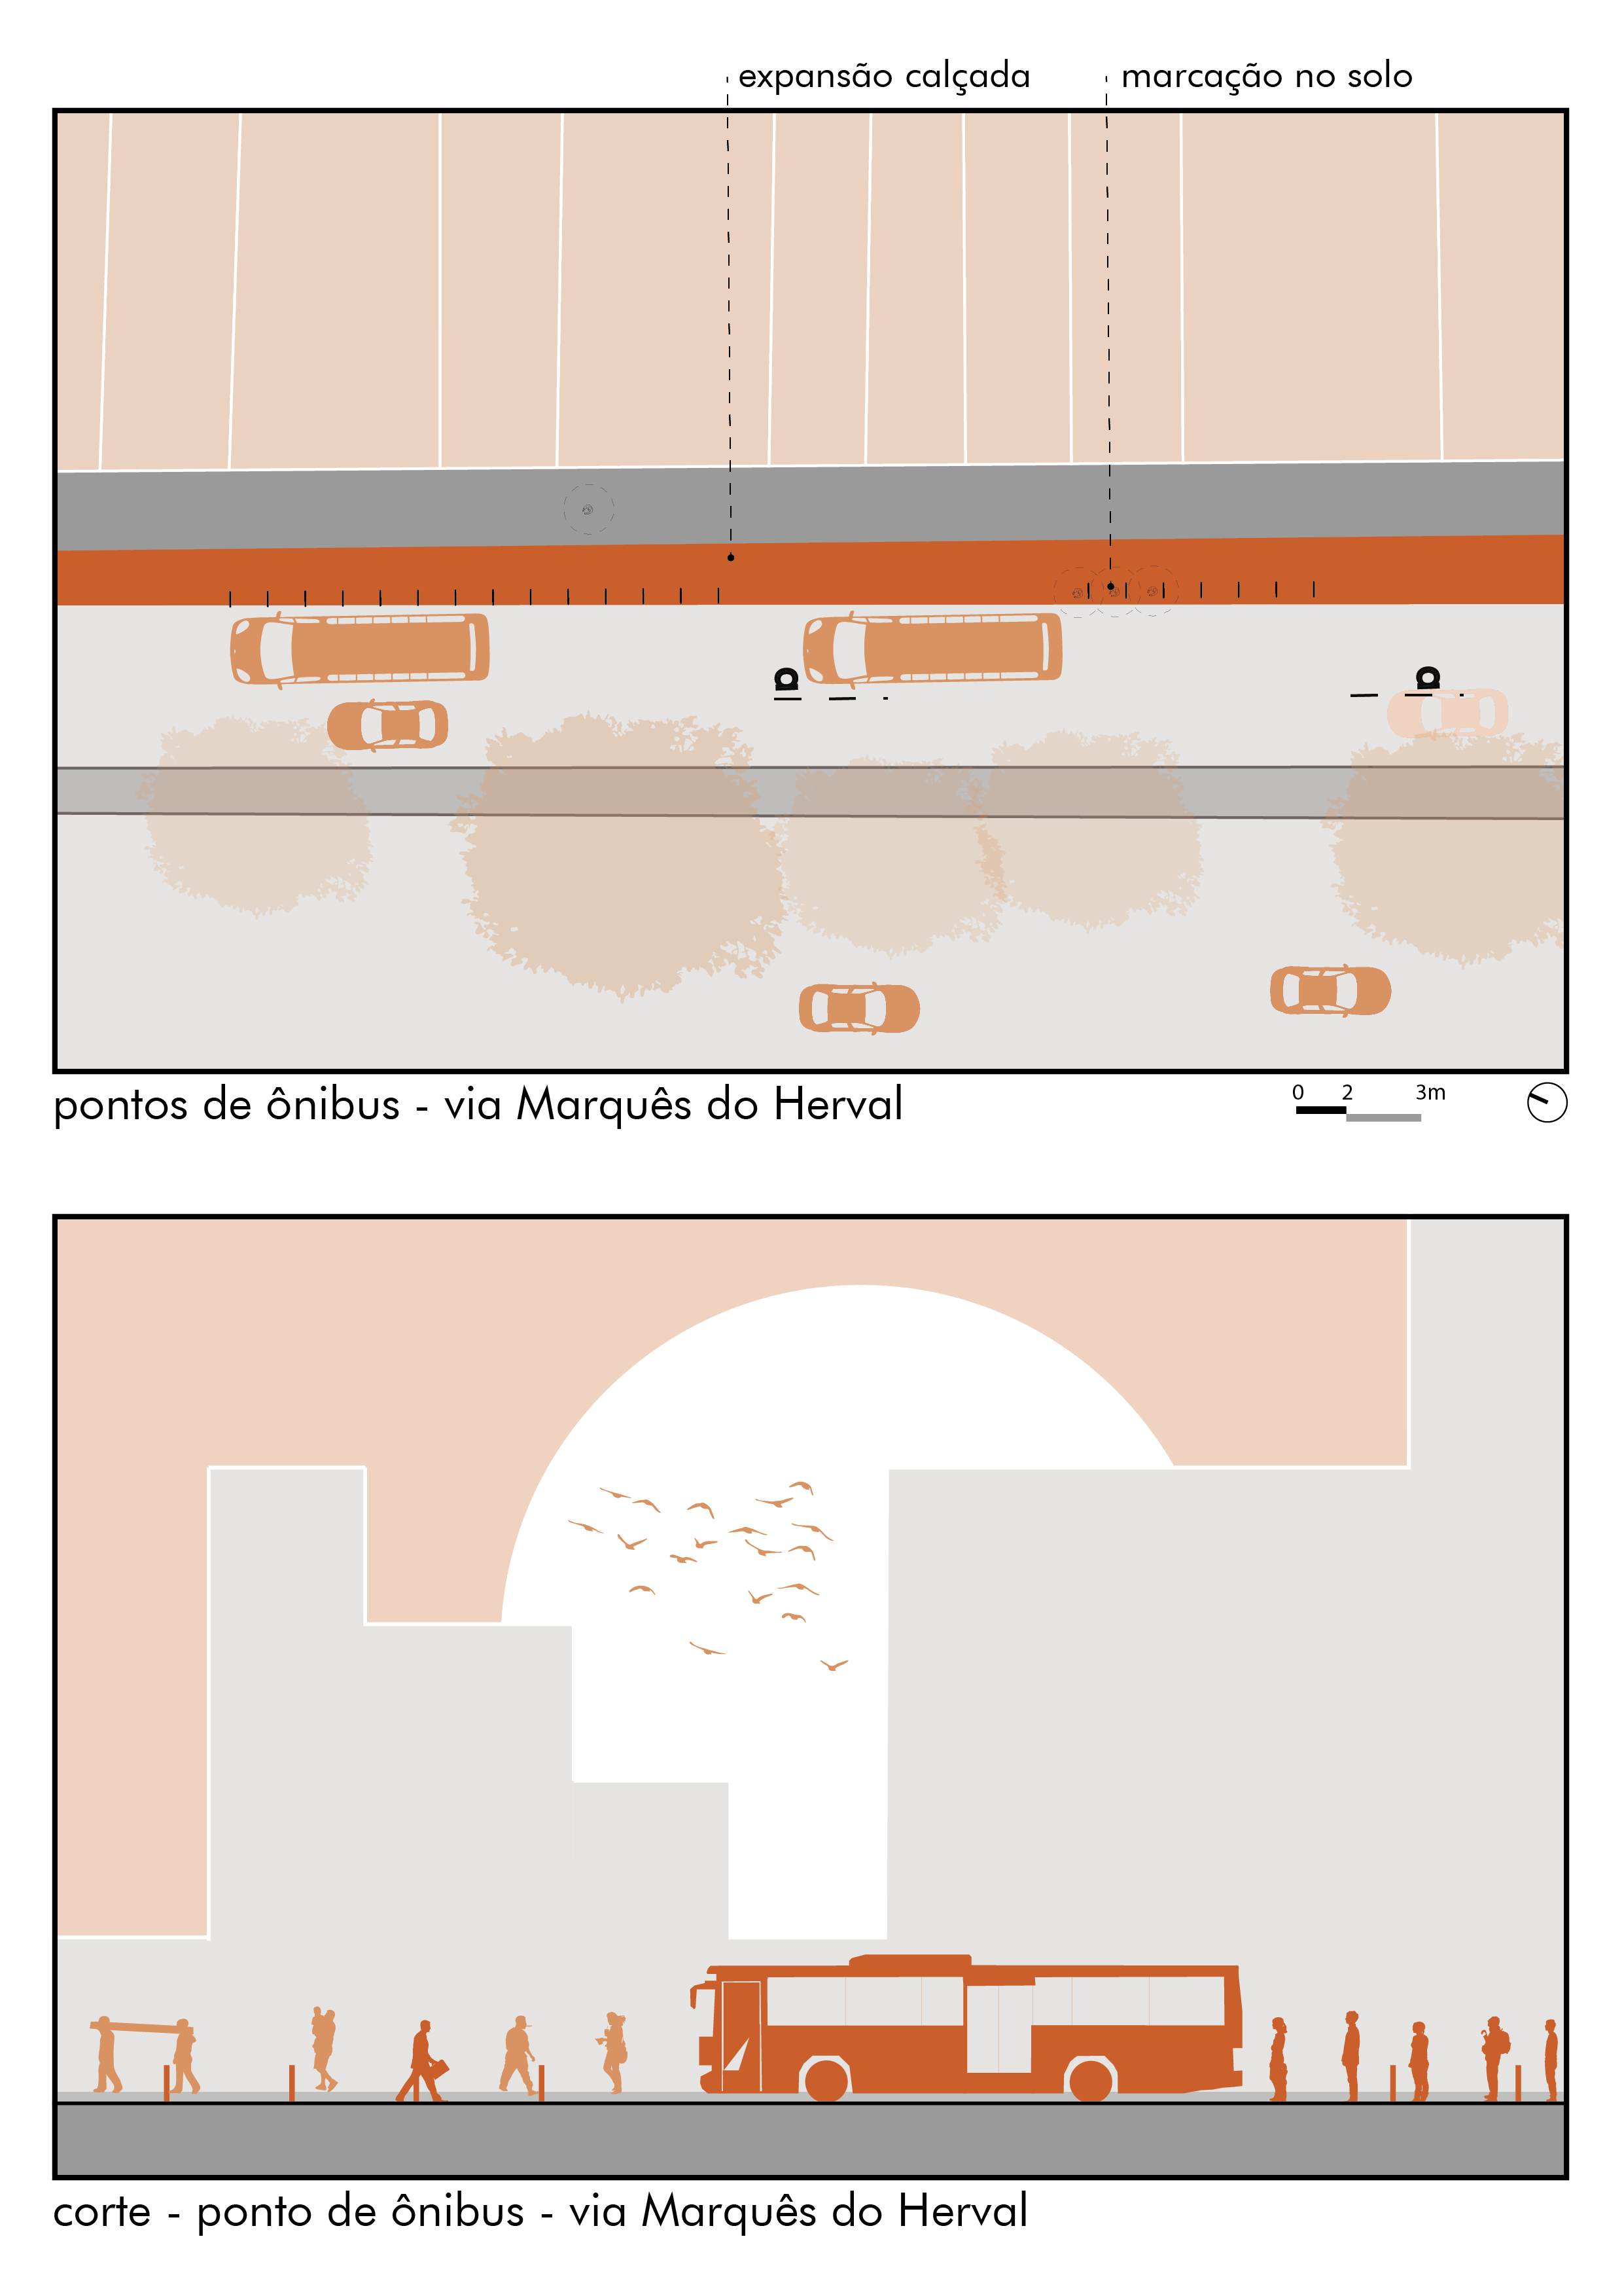 expansão calçada
marcação no solo
a
a
pontos de ônibus - via Marquês do Herval
0 2 3m
corte - ponto de ônibus - via Marquês do Herval